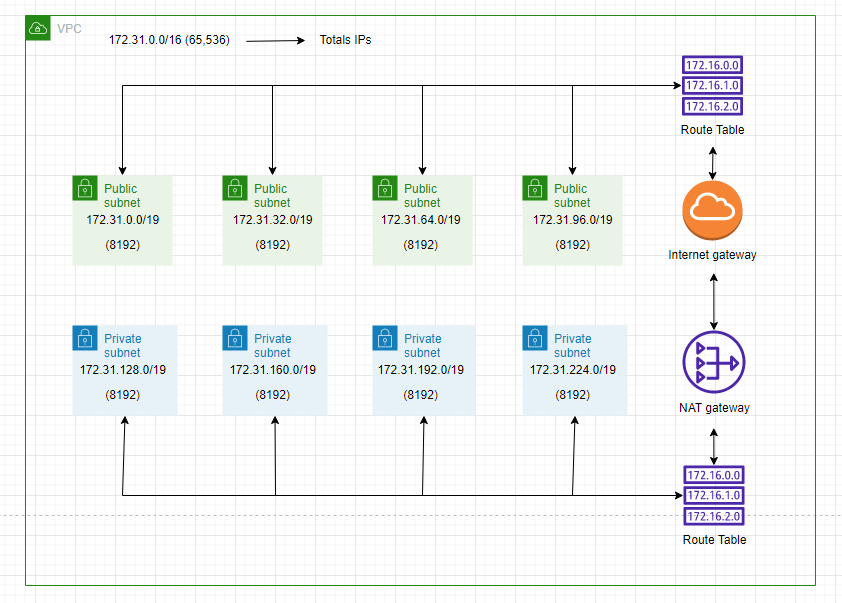 VPC
172.31.0.0/16 (65,536)
Totals IPs
172.16.0.0
172.16.1.0
172.16.2.0
Route Table
Public
subnet
172.31.0.0/19
(8192)
Public
subnet
172.31.32.0/19
(8192)
Public
subnet
172.31.64.0/19
(8192)
Public
subnet
172.31.96.0/19
(8192)
Internet gateway
Private
subnet
172.31.128.0/19
(8192)
Private
subnet
172.31.160.0/19
(8192)
Private
subnet
172.31.192.0/19
(8192)
Private
subnet
172.31.224.0/19
(8192)
NAT gateway
172.16.0.0
172.16.1.0
172.16.2.0
Route Table